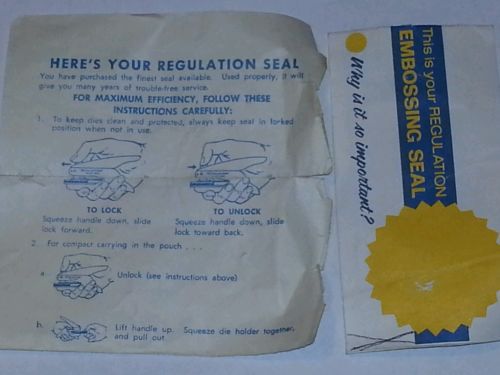 HERE'S YOUR REGULATION SEAL
You have purchased the finest seal available. Used properly, it will
give you many years of trouble-free service.
FOR MAXIMUM EFFICIENCY, FOLLOW THESE
INSTRUCTIONS CAREFULLY:
1. To keep dies clean and protected, always keep seal in locked
position when not in use.
TO LOCK
Squeeze handle down, slide
lock forward.
TO UNLOCK
Squeeze handle down, slide
lock toward back.
2. For compact carrying in the pouch . . .
a. Unlock (see instructions above)
b. Lift handle up. Squeeze die holder together,
and pull out.
This is your REGULATION
EMBOSSING SEAL
Why is it so important?